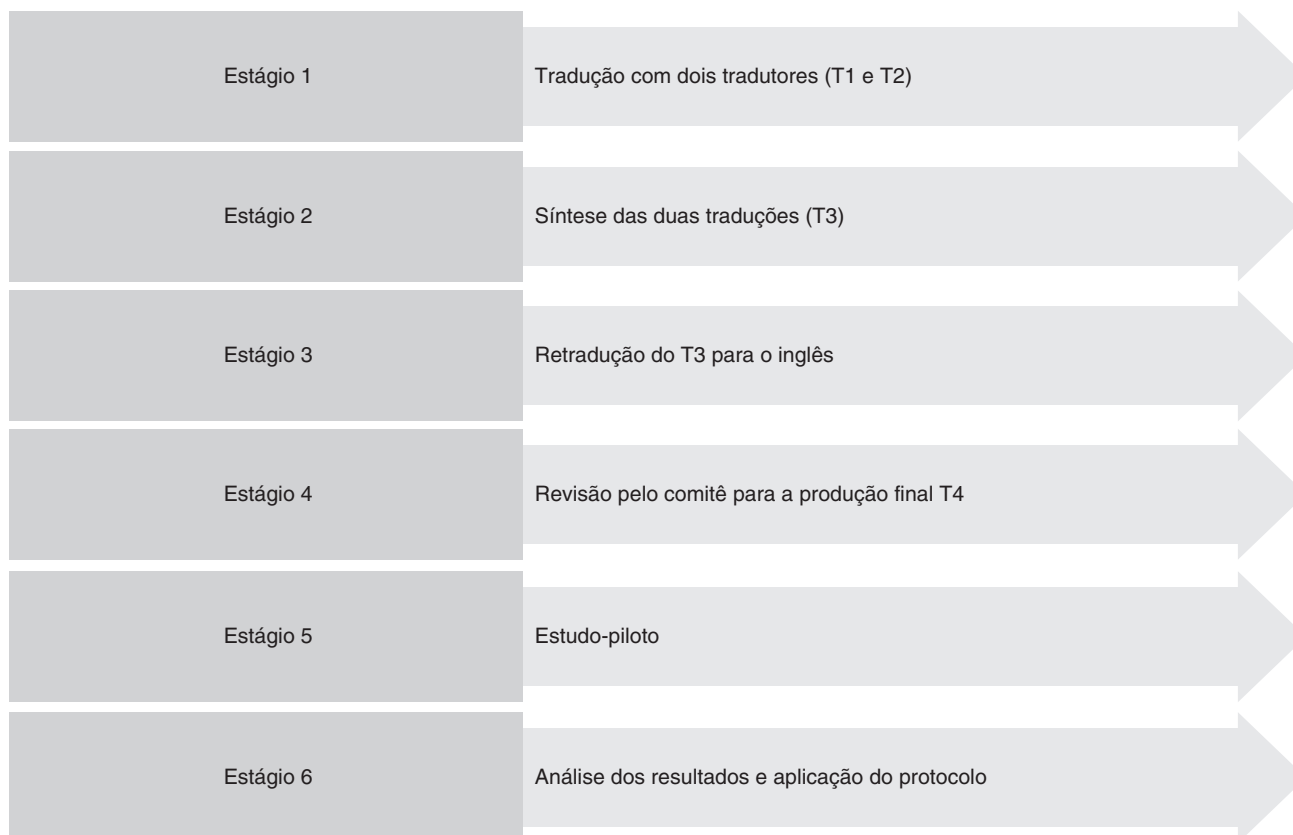 Estágio 1
Tradução com dois tradutores (T1 e T2)
Estágio 2
Síntese das duas traduções (T3)
Estágio 3
Retradução do T3 para o inglês
Estágio 4
Revisão pelo comitê para a produção final T4
Estágio 5
Estudo-piloto
Estágio 6
Análise dos resultados e aplicação do protocolo